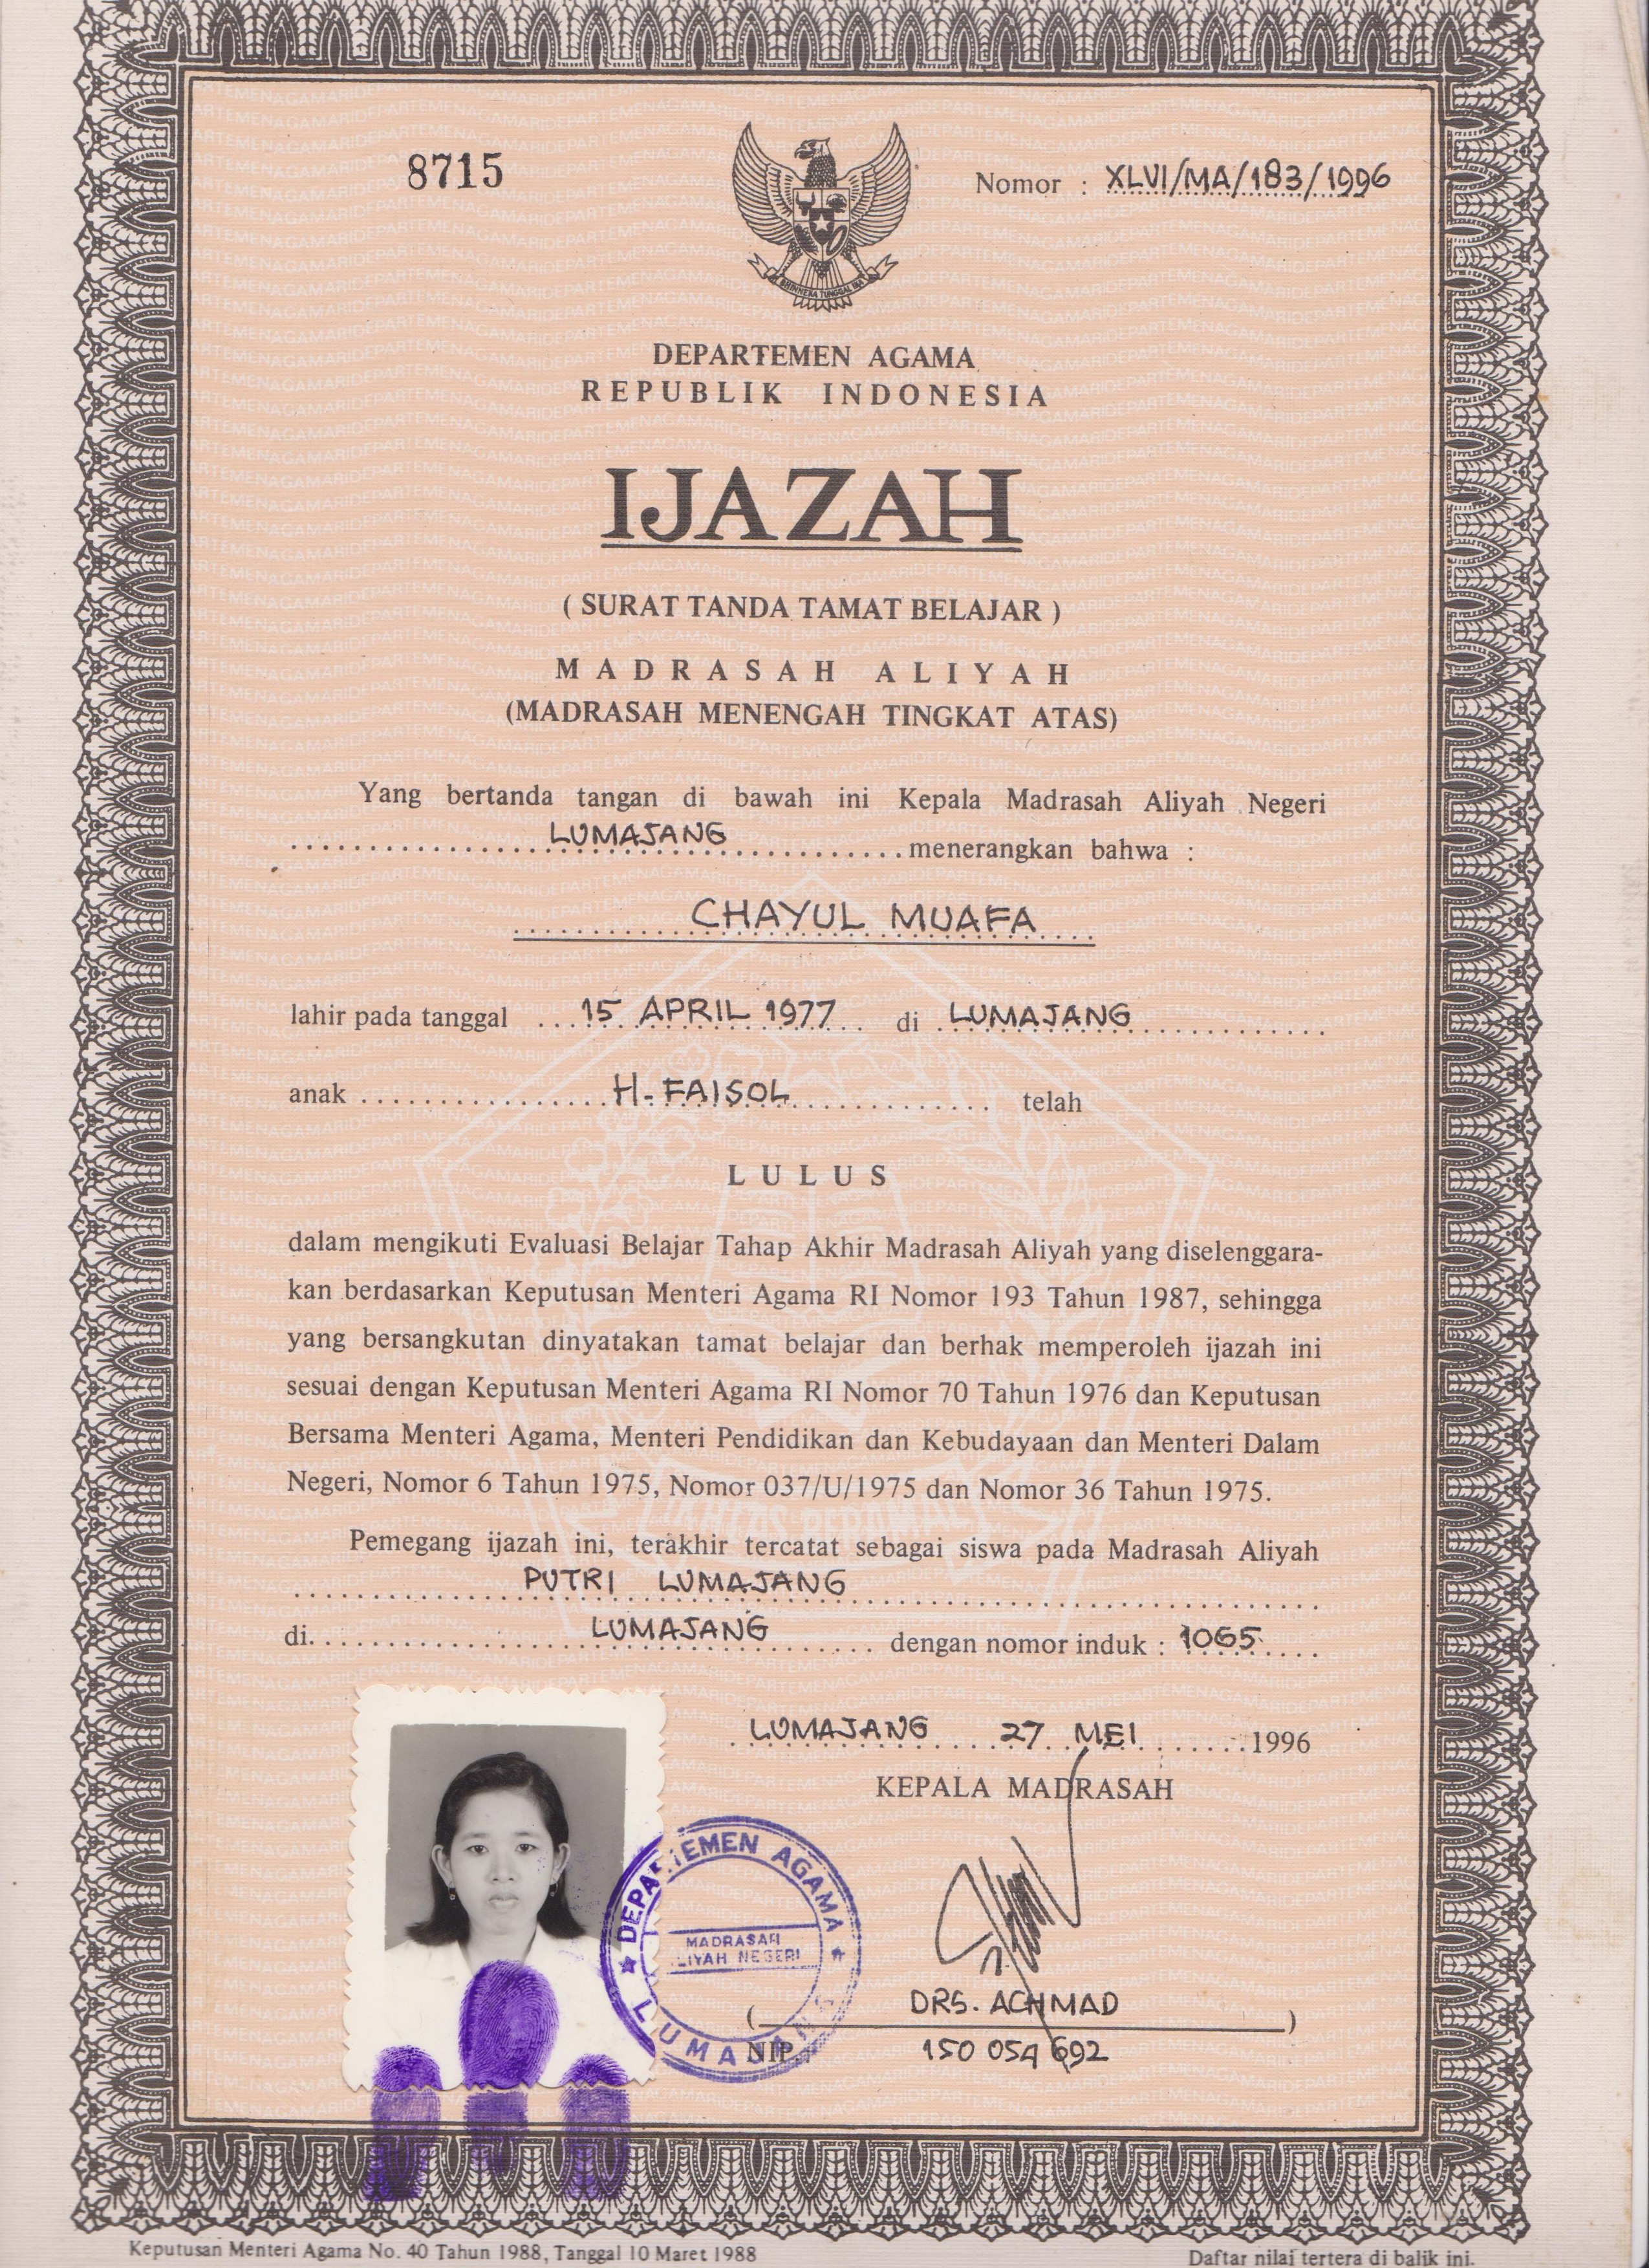 8715
Nomor : XLVI/MA/183/1996
BHINNEKA TUNGGAL IKA
DEPARTEMEN AGAMA
REPUBLIK INDONESIA
IJAZAH
( SURAT TANDA TAMAT BELAJAR )
MADRASAH ALIYAH
(MADRASAH MENENGAH TINGKAT ATAS)
Yang bertanda tangan di bawah ini Kepala Madrasah Aliyah Negeri
LUMAJANG menerangkan bahwa :
CHAYUL MUAFA
lahir pada tanggal 15 APRIL 1977 di LUMAJANG
anak H. FAISOL telah
LULUS
dalam mengikuti Evaluasi Belajar Tahap Akhir Madrasah Aliyah yang diselenggara-
kan berdasarkan Keputusan Menteri Agama RI Nomor 193 Tahun 1987, sehingga
yang bersangkutan dinyatakan tamat belajar dan berhak memperoleh ijazah ini
sesuai dengan Keputusan Menteri Agama RI Nomor 70 Tahun 1976 dan Keputusan
Bersama Menteri Agama, Menteri Pendidikan dan Kebudayaan dan Menteri Dalam
Negeri, Nomor 6 Tahun 1975, Nomor 037/U/1975 dan Nomor 36 Tahun 1975.
IKHLAS BERAMAL
Pemegang ijazah ini, terakhir tercatat sebagai siswa pada Madrasah Aliyah
PUTRI LUMAJANG
di. LUMAJANG dengan nomor induk : 1065
LUMAJANG 27 MEI 1996
KEPALA MADRASAH
DEPARTEMEN AGAMA
MADRASAH
ALIYAH NEGERI
LUMAJANG
( DRS. ACHMAD )
NIP. 150 054 692
Keputusan Menteri Agama No. 40 Tahun 1988, Tanggal 10 Maret 1988
Daftar nilai tertera di balik ini.